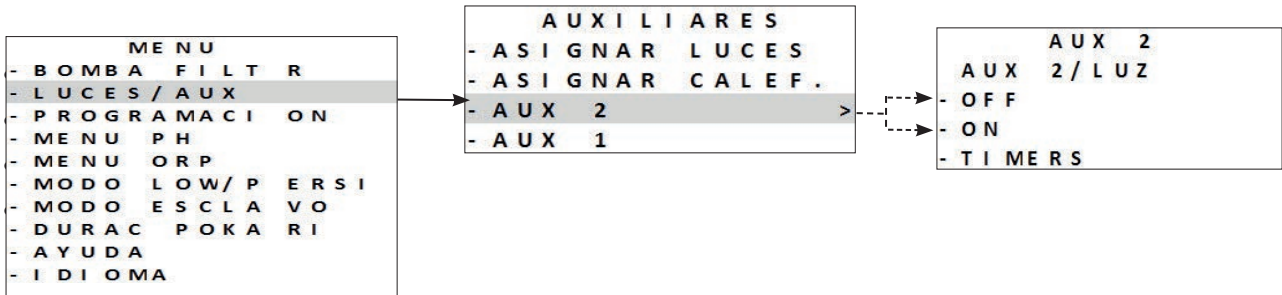 MENU
- BOMBA FILTR
- LUCES/AUX
- PROGRAMACION
- MENU PH
- MENU ORP
- MODO LOW/PERSI
- MODO ESCLAVO
- DURAC POKARI
- AYUDA
- IDIOMA
AUXILIARES
- ASIGNAR LUCES
- ASIGNAR CALEF.
- AUX 2 >
- AUX 1
AUX 2
AUX 2/LUZ
- OFF
- ON
- TIMERS